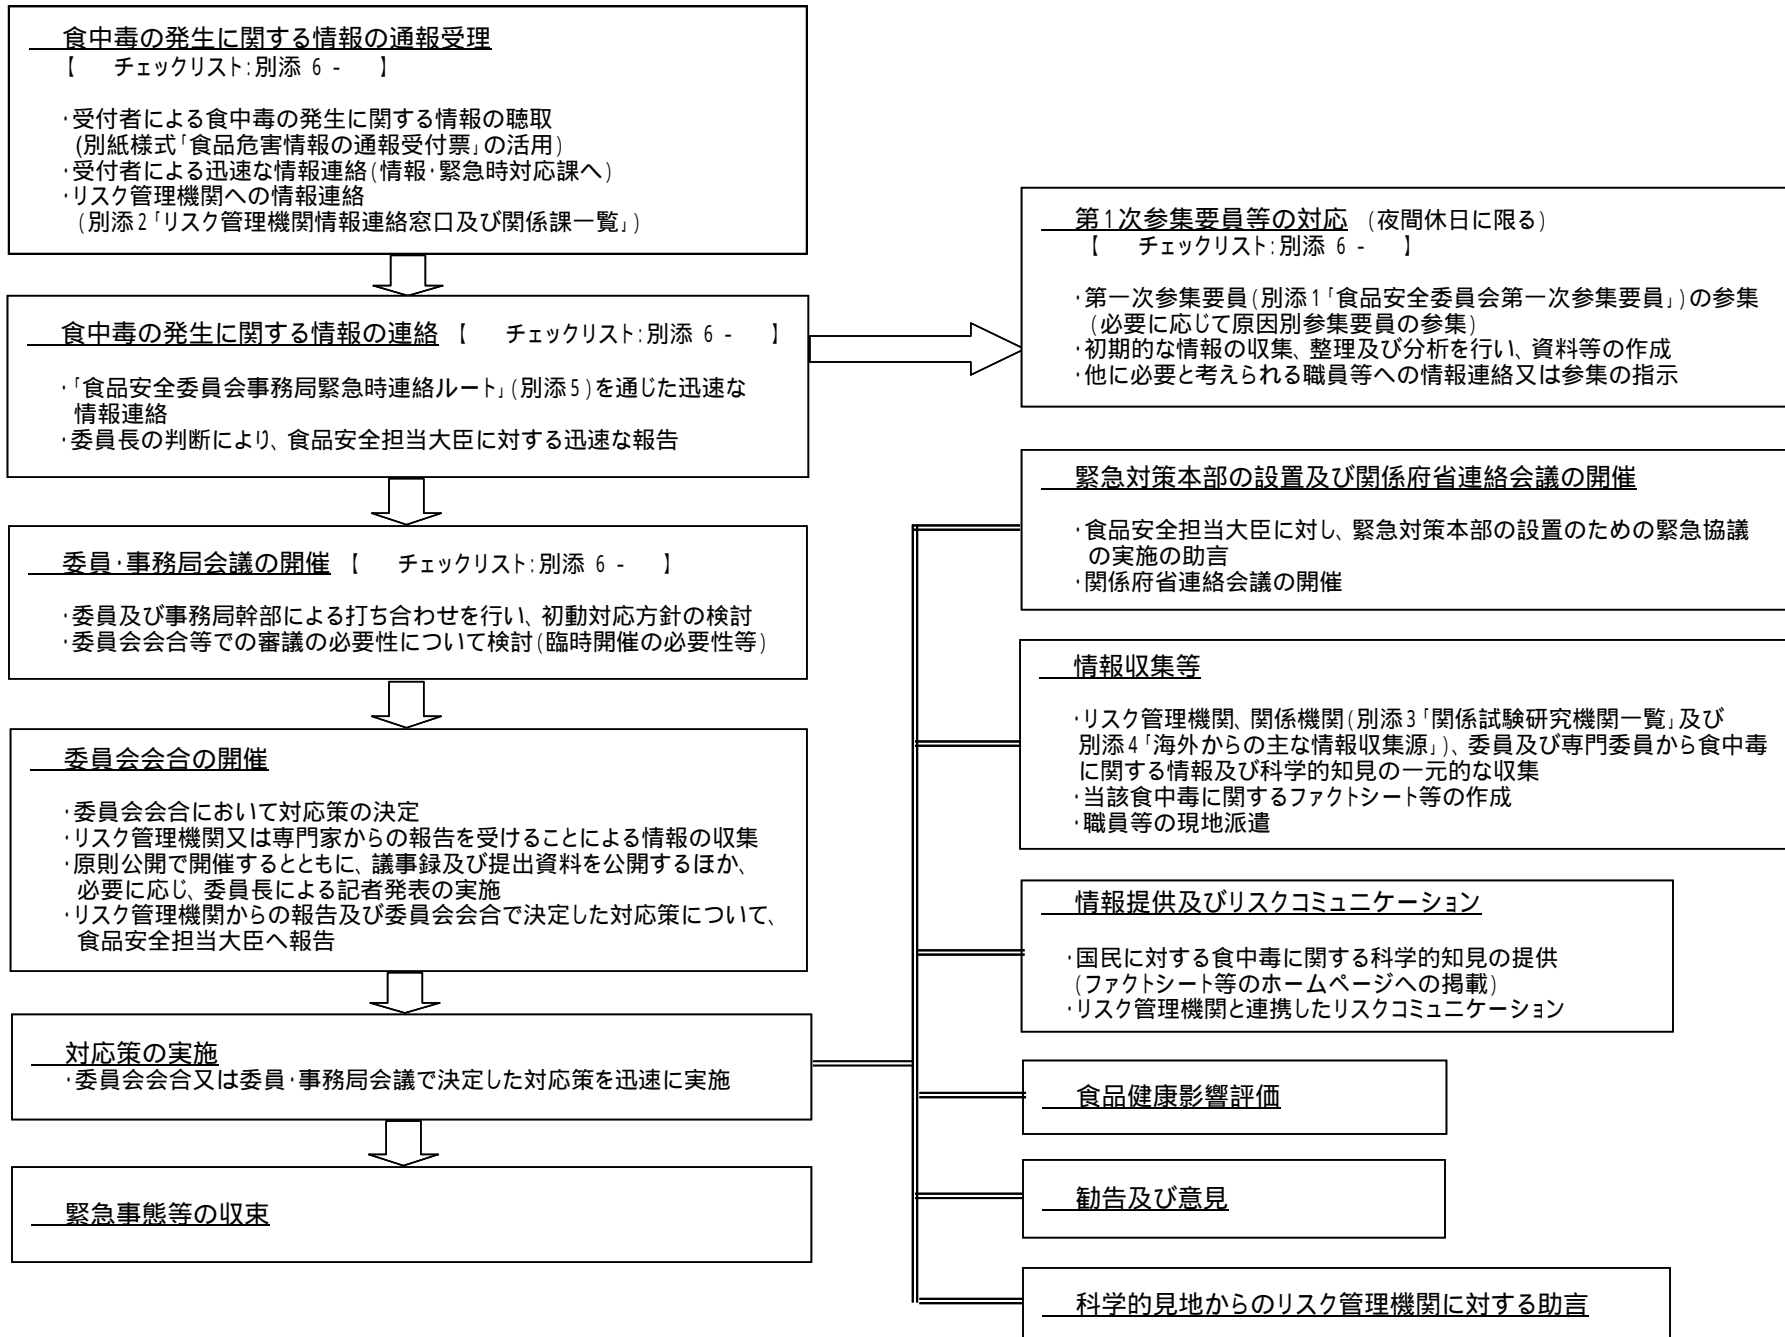 食中毒の発生に関する情報の通報受理
【　チェックリスト:別添 6 -　】
・受付者による食中毒の発生に関する情報の聴取
(別紙様式「食品危害情報の通報受付票」の活用)
・受付者による迅速な情報連絡(情報・緊急時対応課へ)
・リスク管理機関への情報連絡
(別添2「リスク管理機関情報連絡窓口及び関係課一覧」)
食中毒の発生に関する情報の連絡 【　チェックリスト:別添 6 -　】
・「食品安全委員会事務局緊急時連絡ルート」(別添5)を通じた迅速な
情報連絡
・委員長の判断により、食品安全担当大臣に対する迅速な報告
委員・事務局会議の開催 【　チェックリスト:別添 6 -　】
・委員及び事務局幹部による打ち合わせを行い、初動対応方針の検討
・委員会会合等での審議の必要性について検討(臨時開催の必要性等)
委員会会合の開催
・委員会会合において対応策の決定
・リスク管理機関又は専門家からの報告を受けることによる情報の収集
・原則公開で開催するとともに、議事録及び提出資料を公開するほか、
必要に応じ、委員長による記者発表の実施
・リスク管理機関からの報告及び委員会会合で決定した対応策について、
食品安全担当大臣へ報告
対応策の実施
・委員会会合又は委員・事務局会議で決定した対応策を迅速に実施
緊急事態等の収束
第1次参集要員等の対応 (夜間休日に限る)
【　チェックリスト:別添 6 -　】
・第一次参集要員(別添1「食品安全委員会第一次参集要員」)の参集
(必要に応じて原因別参集要員の参集)
・初期的な情報の収集、整理及び分析を行い、資料等の作成
・他に必要と考えられる職員等への情報連絡又は参集の指示
緊急対策本部の設置及び関係府省連絡会議の開催
・食品安全担当大臣に対し、緊急対策本部の設置のための緊急協議
の実施の助言
・関係府省連絡会議の開催
情報収集等
・リスク管理機関、関係機関(別添3「関係試験研究機関一覧」及び
別添4「海外からの主な情報収集源」)、委員及び専門委員から食中毒
に関する情報及び科学的知見の一元的な収集
・当該食中毒に関するファクトシート等の作成
・職員等の現地派遣
情報提供及びリスクコミュニケーション
・国民に対する食中毒に関する科学的知見の提供
(ファクトシート等のホームページへの掲載)
・リスク管理機関と連携したリスクコミュニケーション
食品健康影響評価
勧告及び意見
科学的見地からのリスク管理機関に対する助言